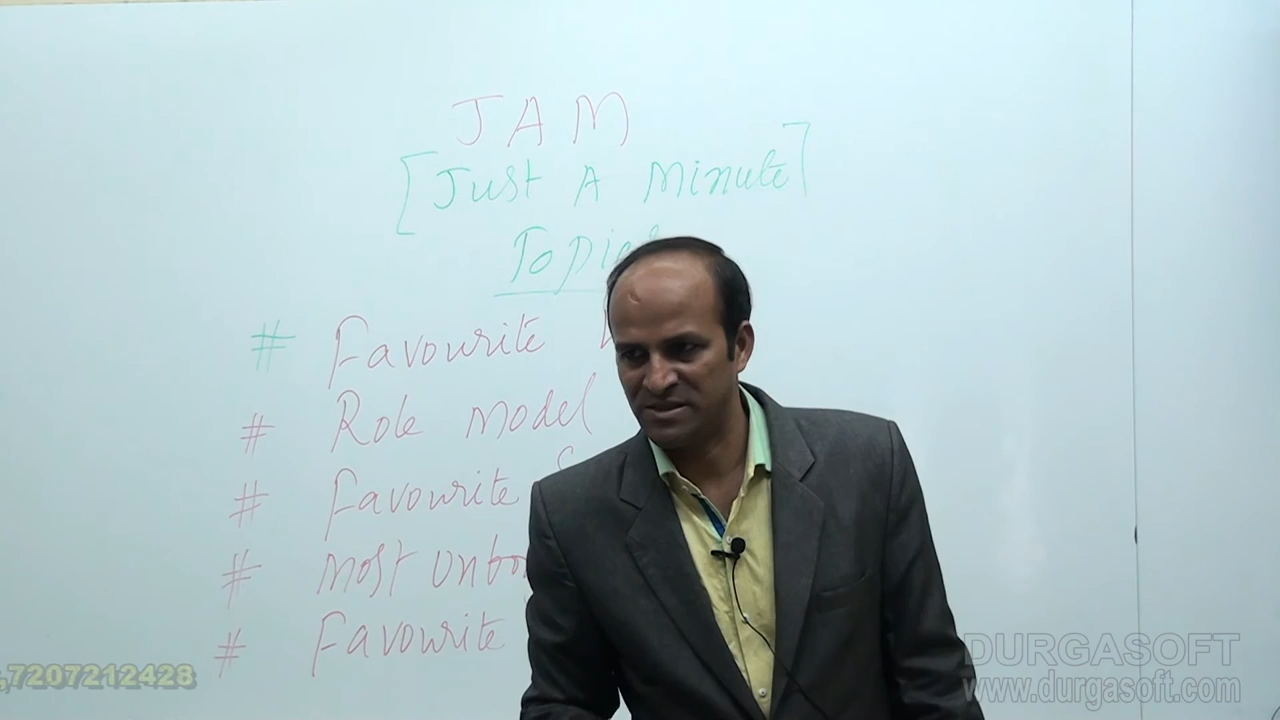 JAM
[Just A Minute]
# Favourite
# Role Model
# Favourite
# Most
# Favourite
,7207212428
DURGASOFT
www.durgasoft.com